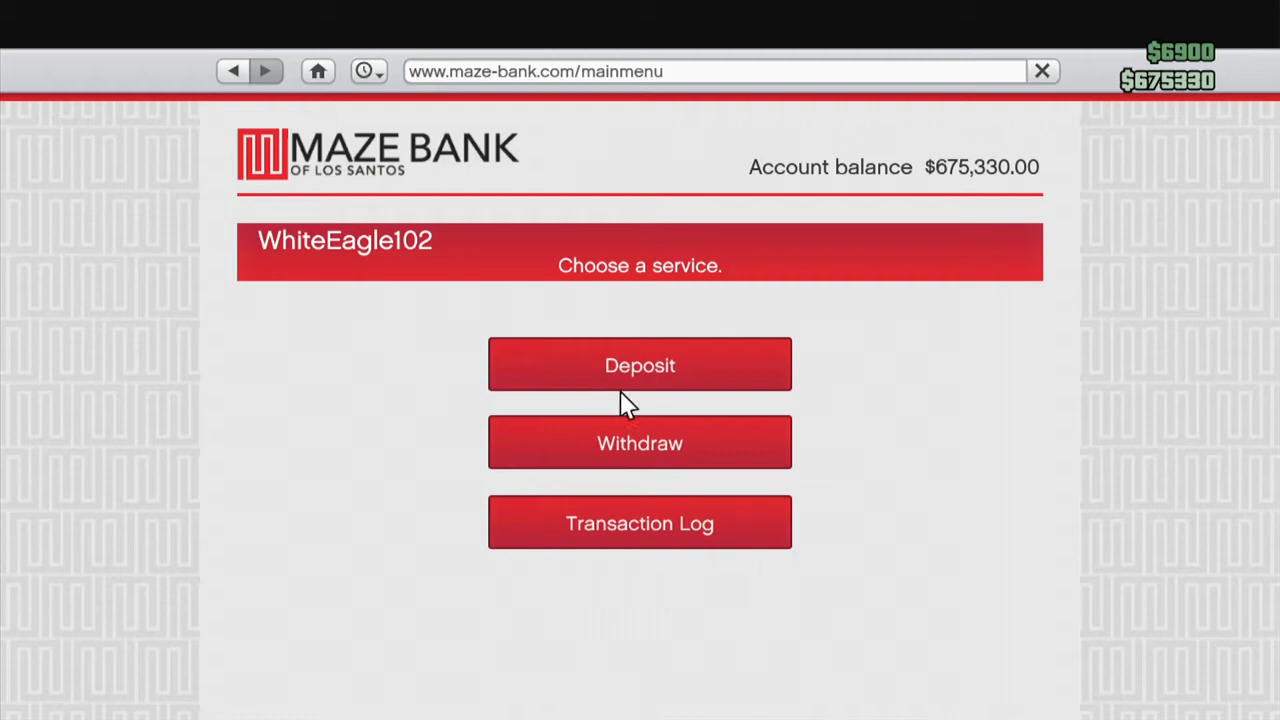 $6900
www.maze-bank.com/mainmenu
$675330
MAZE BANK
OF LOS SANTOS
Account balance $675,330.00
WhiteEagle102
Choose a service.
Deposit
Withdraw
Transaction Log